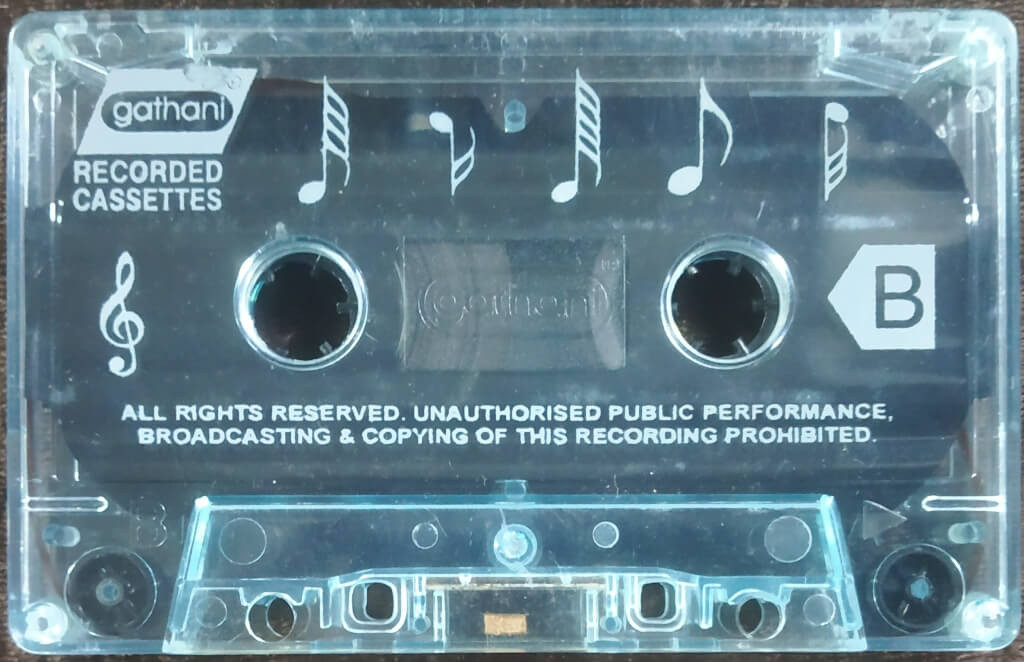 gathani
RECORDED
CASSETTES
gathani
B
ALL RIGHTS RESERVED. UNAUTHORISED PUBLIC PERFORMANCE,
BROADCASTING & COPYING OF THIS RECORDING PROHIBITED.
B